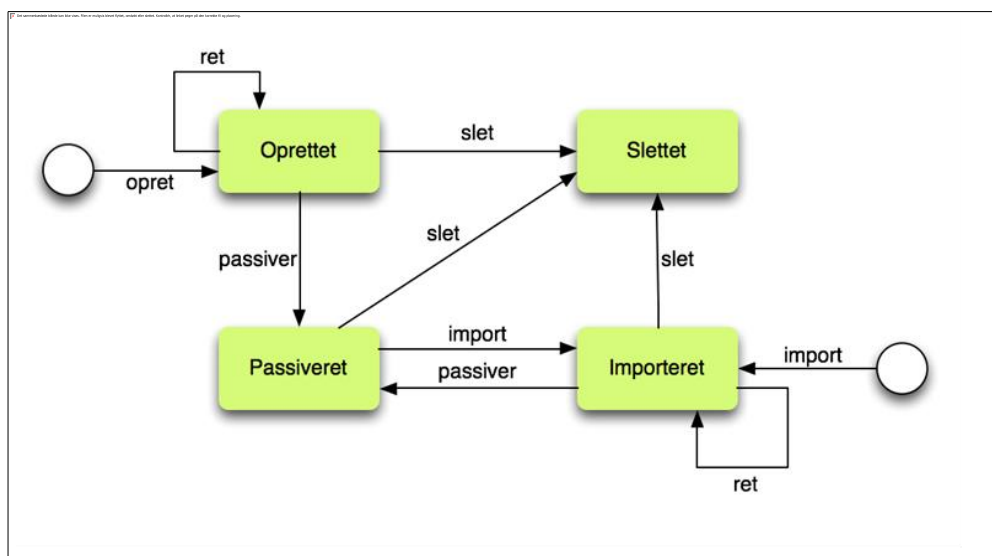 ret
Oprettet
slet
Slettet
opret
slet
passiver
slet
import
Passiveret
Importeret
import
passiver
ret